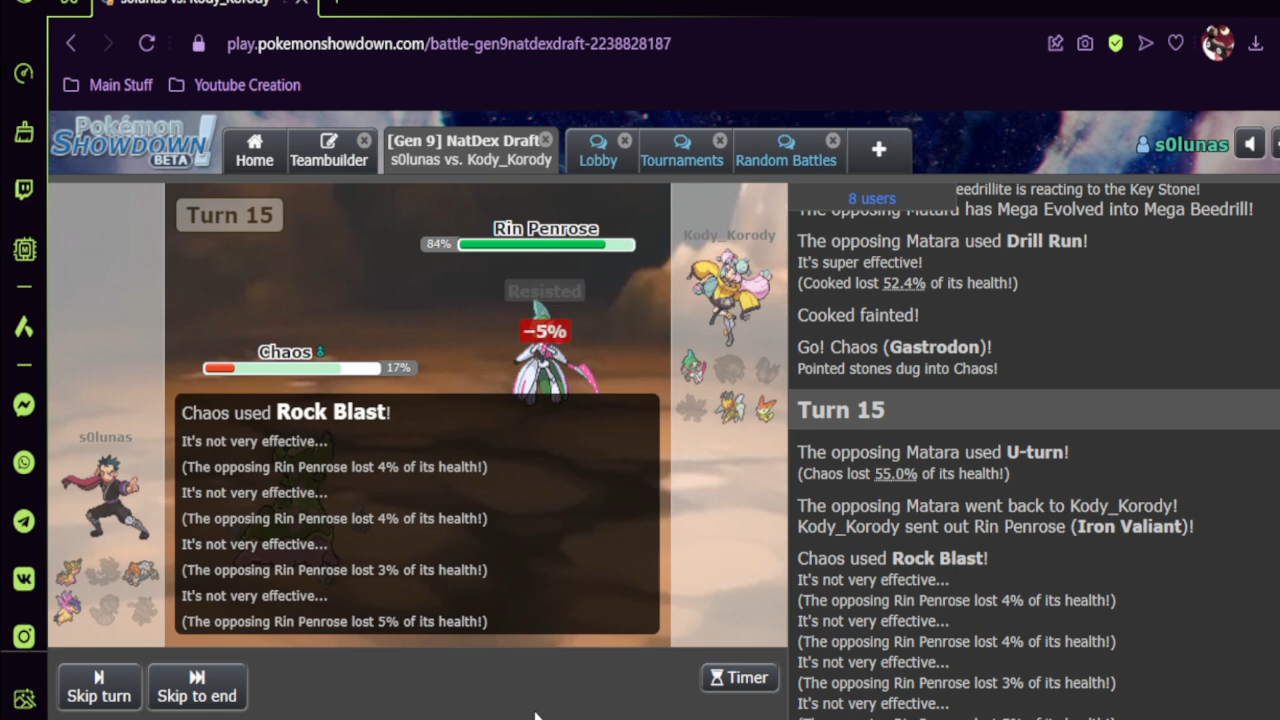 s0lunas vs. Kody_Korody
play.pokemonshowdown.com/battle-gen9natdexdraft-2238828187
Main Stuff
Youtube Creation
Pokémon
SHOWDOWN!
BETA
Home
Teambuilder
[Gen 9] NatDex Draft
s0lunas vs. Kody_Korody
Lobby
Tournaments
Random Battles
s0lunas
Turn 15
Rin Penrose
84%
Resisted
−5%
Chaos
17%
Chaos used Rock Blast!
It's not very effective...
(The opposing Rin Penrose lost 4% of its health!)
It's not very effective...
(The opposing Rin Penrose lost 4% of its health!)
It's not very effective...
(The opposing Rin Penrose lost 3% of its health!)
It's not very effective...
(The opposing Rin Penrose lost 5% of its health!)
s0lunas
Kody_Korody
Skip turn
Skip to end
Timer
8 users
eedrillite is reacting to the Key Stone!
The opposing Matara has Mega Evolved into Mega Beedrill!
The opposing Matara used Drill Run!
It's super effective!
(Cooked lost 52.4% of its health!)
Cooked fainted!
Go! Chaos (Gastrodon)!
Pointed stones dug into Chaos!
Turn 15
The opposing Matara used U-turn!
(Chaos lost 55.0% of its health!)
The opposing Matara went back to Kody_Korody!
Kody_Korody sent out Rin Penrose (Iron Valiant)!
Chaos used Rock Blast!
It's not very effective...
(The opposing Rin Penrose lost 4% of its health!)
It's not very effective...
(The opposing Rin Penrose lost 4% of its health!)
It's not very effective...
(The opposing Rin Penrose lost 3% of its health!)
It's not very effective...